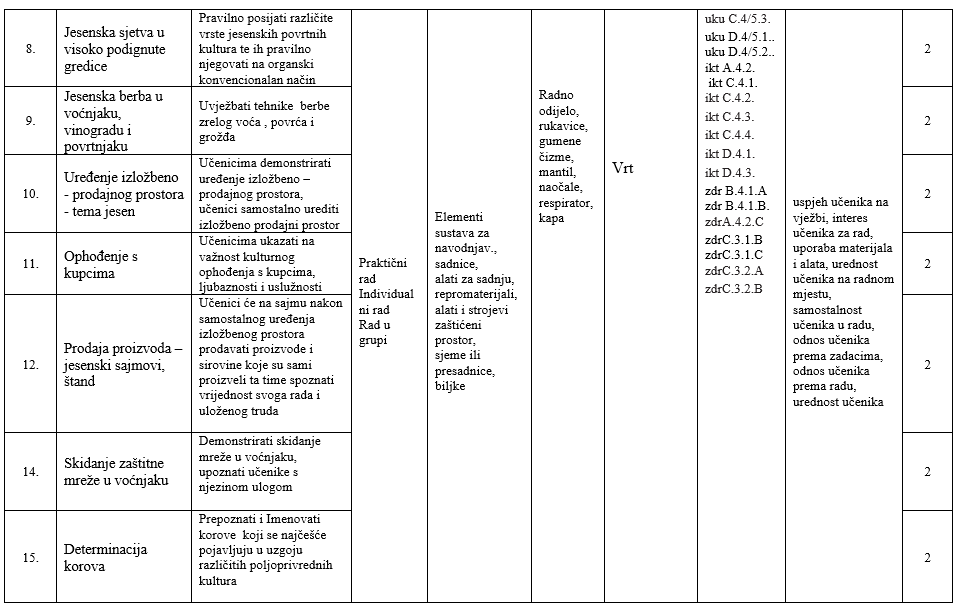 8.
Jesenska sjetva u
visoko podignute
gredice
Pravilno posijati različite
vrste jesenskih povrtnih
kultura te ih pravilno
njegovati na organski
konvencionalan način
2
9.
Jesenska berba u
voćnjaku,
vinogradu i
povrtnjaku
Uvježbati tehnike  berbe
zrelog voća , povrća i
grožđa
2
10.
Uređenje izložbeno
- prodajnog prostora
- tema jesen
Učenicima demonstrirati
uređenje izložbeno –
prodajnog prostora,
učenici samostalno urediti
izložbeno prodajni prostor
2
11.
Ophođenje s
kupcima
Učenicima ukazati na
važnost kulturnog
ophođenja s kupcima,
ljubaznosti i uslužnosti
2
12.
Prodaja proizvoda –
jesenski sajmovi,
štand
Učenici će na sajmu nakon
samostalnog uređenja
izložbenog prostora
prodavati proizvode i
sirovine koje su sami
proizveli ta time spoznati
vrijednost svoga rada i
uloženog truda
2
14.
Skidanje zaštitne
mreže u voćnjaku
Demonstrirati skidanje
mreže u voćnjaku,
upoznati učenike s
njezinom ulogom
2
15.
Determinacija
korova
Prepoznati i Imenovati
korove  koji se najčešće
pojavljuju u uzgoju
različitih poljoprivrednih
kultura
2
Praktični
rad
Individual
ni rad
Rad u
grupi
Elementi
sustava za
navodnjav.,
sadnice,
alati za sadnju,
repromaterijali,
alati i strojevi
zaštićeni
prostor,
sjeme ili
presadnice,
biljke
Radno
odijelo,
rukavice,
gumene
čizme,
mantil,
naočale,
respirator,
kapa
Vrt
uku C.4/5.3.
uku D.4/5.1..
uku D.4/5.2..
ikt A.4.2.
ikt C.4.1.
ikt C.4.2.
ikt C.4.3.
ikt C.4.4.
ikt D.4.1.
ikt D.4.3.
zdr B.4.1.A
zdr B.4.1.B.
zdrA.4.2.C
zdrC.3.1.B
zdrC.3.1.C
zdrC.3.2.A
zdrC.3.2.B
uspjeh učenika na
vježbi, interes
učenika za rad,
uporaba materijala
i alata, urednost
učenika na radnom
mjestu,
samostalnost
učenika u radu,
odnos učenika
prema zadacima,
odnos učenika
prema radu,
urednost učenika